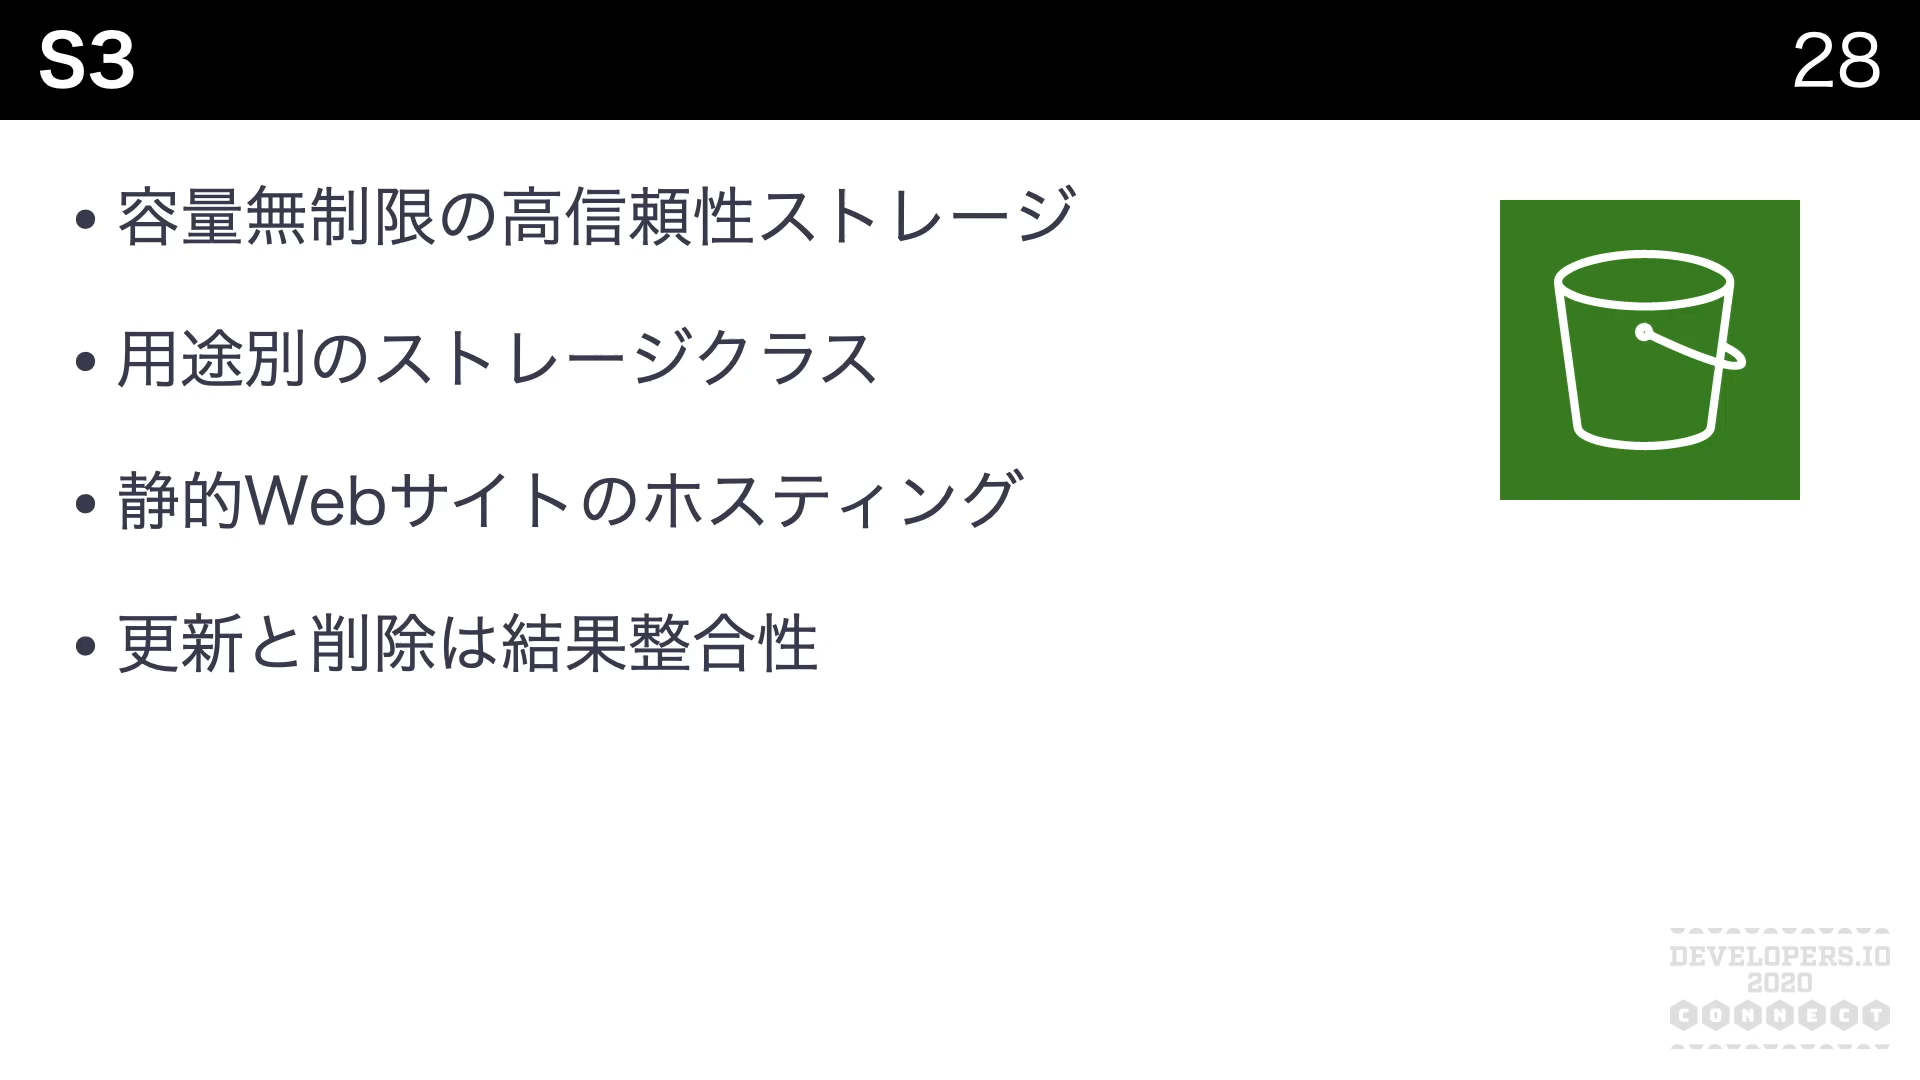 S3
28
• 容量無制限の高信頼性ストレージ
• 用途別のストレージクラス
• 静的Webサイトのホスティング
• 更新と削除は結果整合性
DEVELOPERS.IO
2020
CONNECT